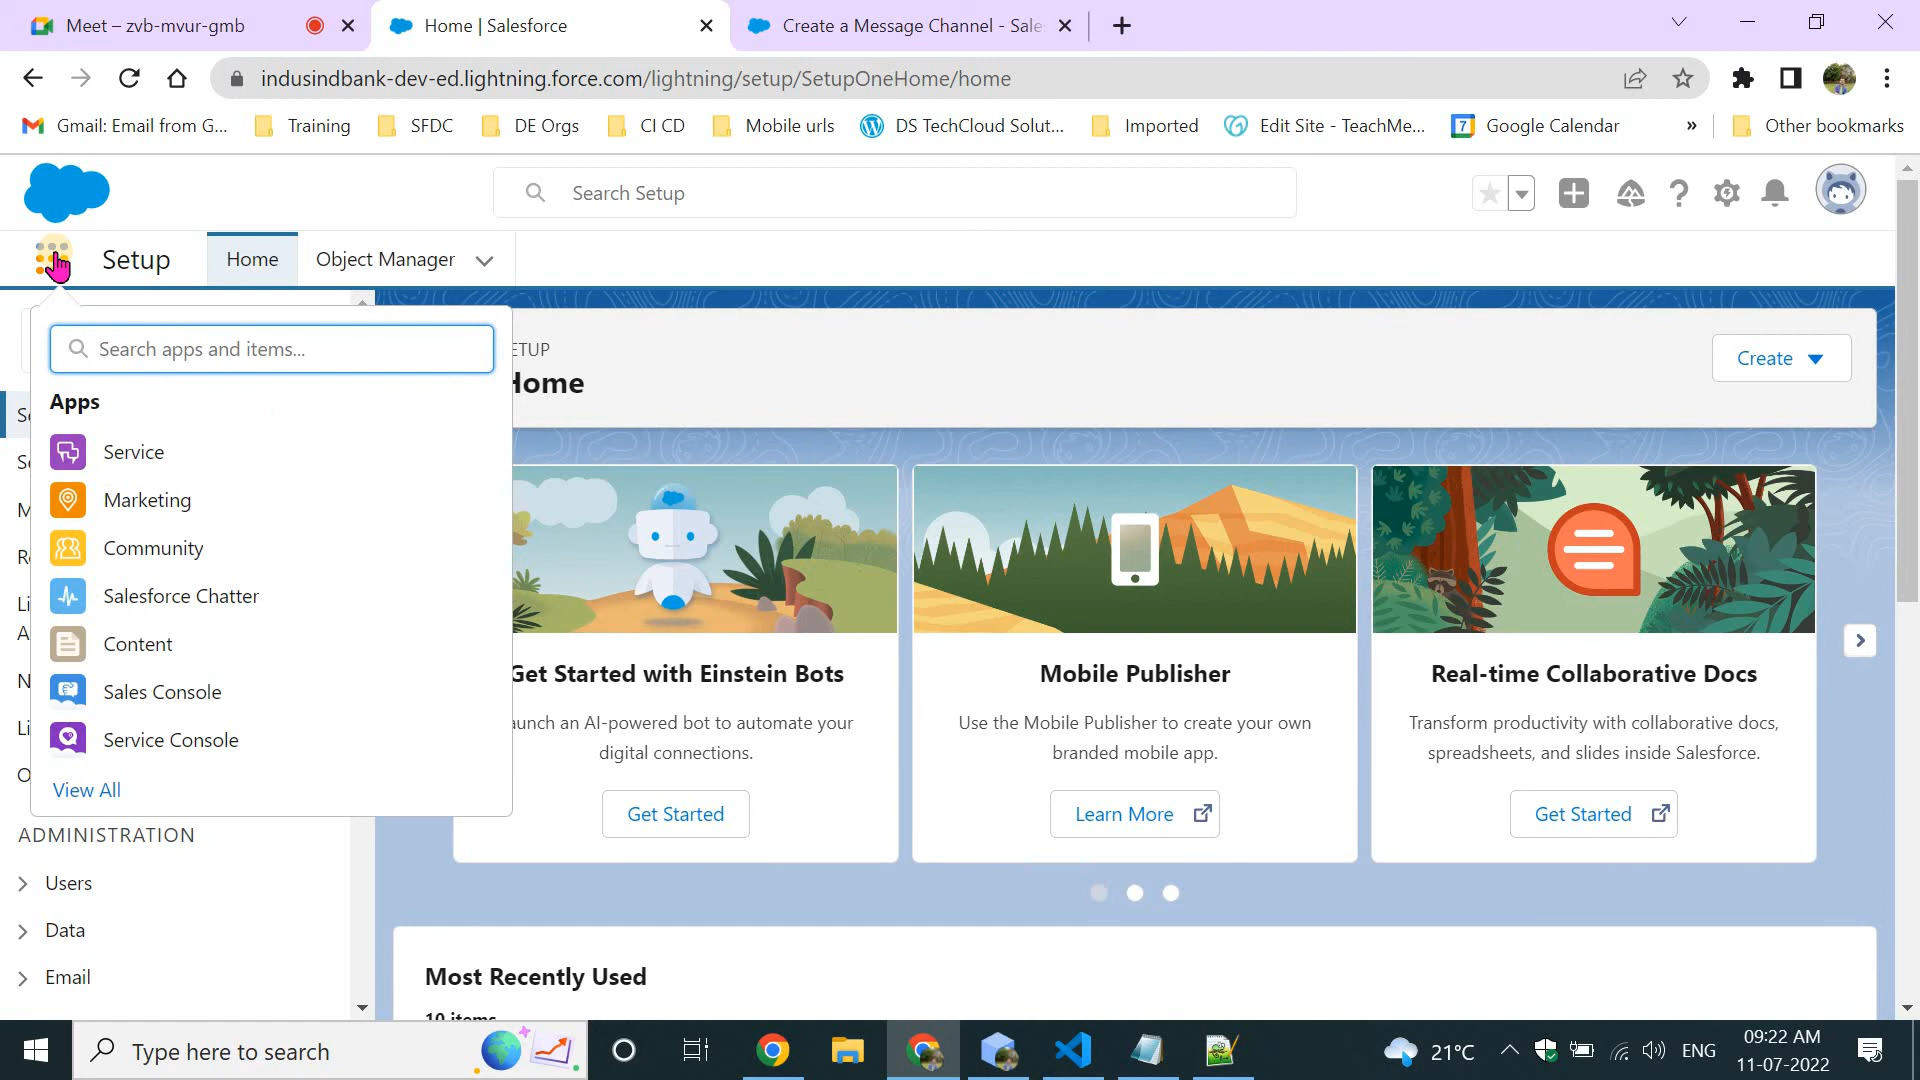 Meet – zvb-mvur-gmb
Home | Salesforce
Create a Message Channel - Sale
indusindbank-dev-ed.lightning.force.com/lightning/setup/SetupOneHome/home
Gmail: Email from G...
Training
SFDC
DE Orgs
CI CD
Mobile urls
DS TechCloud Solut...
Imported
Edit Site - TeachMe...
7
Google Calendar
»
Other bookmarks
Search Setup
Setup
Home
Object Manager
Search apps and items...
Apps
Service
Marketing
Community
Salesforce Chatter
Content
Sales Console
Service Console
View All
ADMINISTRATION
Users
Data
Email
ETUP
Home
Create
Get Started with Einstein Bots
aunch an AI-powered bot to automate your
digital connections.
Get Started
Mobile Publisher
Use the Mobile Publisher to create your own
branded mobile app.
Learn More
Real-time Collaborative Docs
Transform productivity with collaborative docs,
spreadsheets, and slides inside Salesforce.
Get Started
Most Recently Used
10 items
Type here to search
21°C
ENG
09:22 AM
11-07-2022